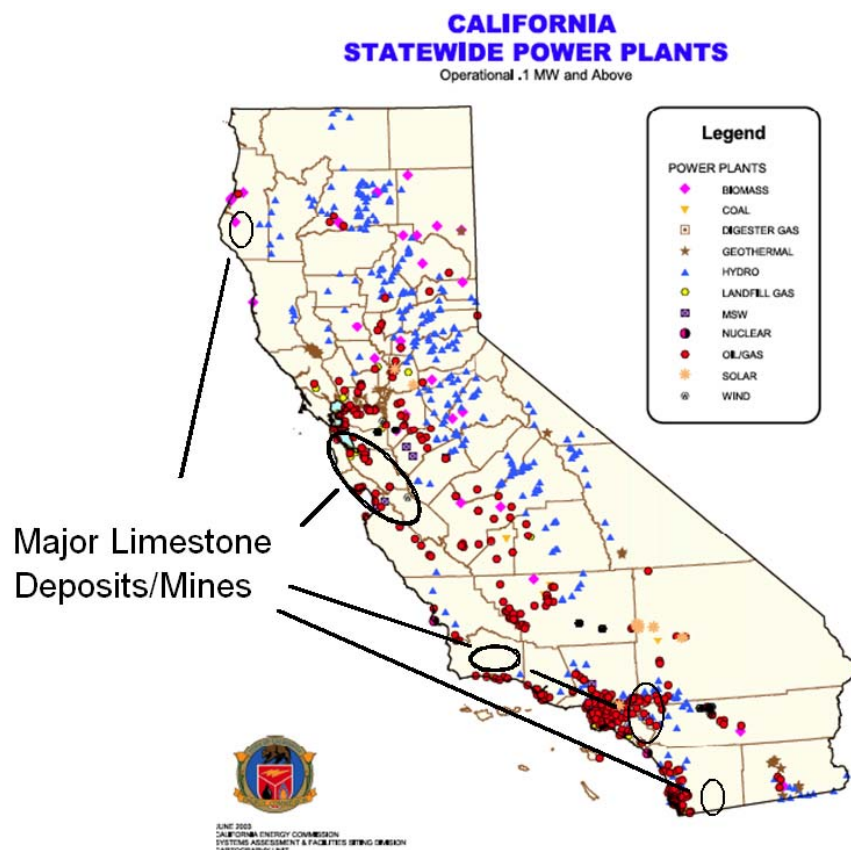 CALIFORNIA
STATEWIDE POWER PLANTS
Operational .1 MW and Above
Legend
POWER PLANTS
BIOMASS
COAL
DIGESTER GAS
GEOTHERMAL
HYDRO
LANDFILL GAS
MSW
NUCLEAR
OIL/GAS
SOLAR
WIND
Major Limestone
Deposits/Mines
JUNE 2003
CALIFORNIA ENERGY COMMISSION
SYSTEMS ASSESSMENT & FACILITIES SITING DIVISION
CARTOGRAPHY UNIT